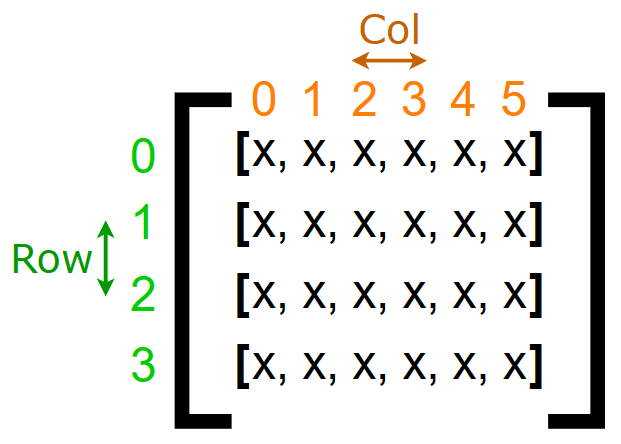 Col
0 1 2 3 4 5
0 [x, x, x, x, x, x]
1 [x, x, x, x, x, x]
Row
2 [x, x, x, x, x, x]
3 [x, x, x, x, x, x]